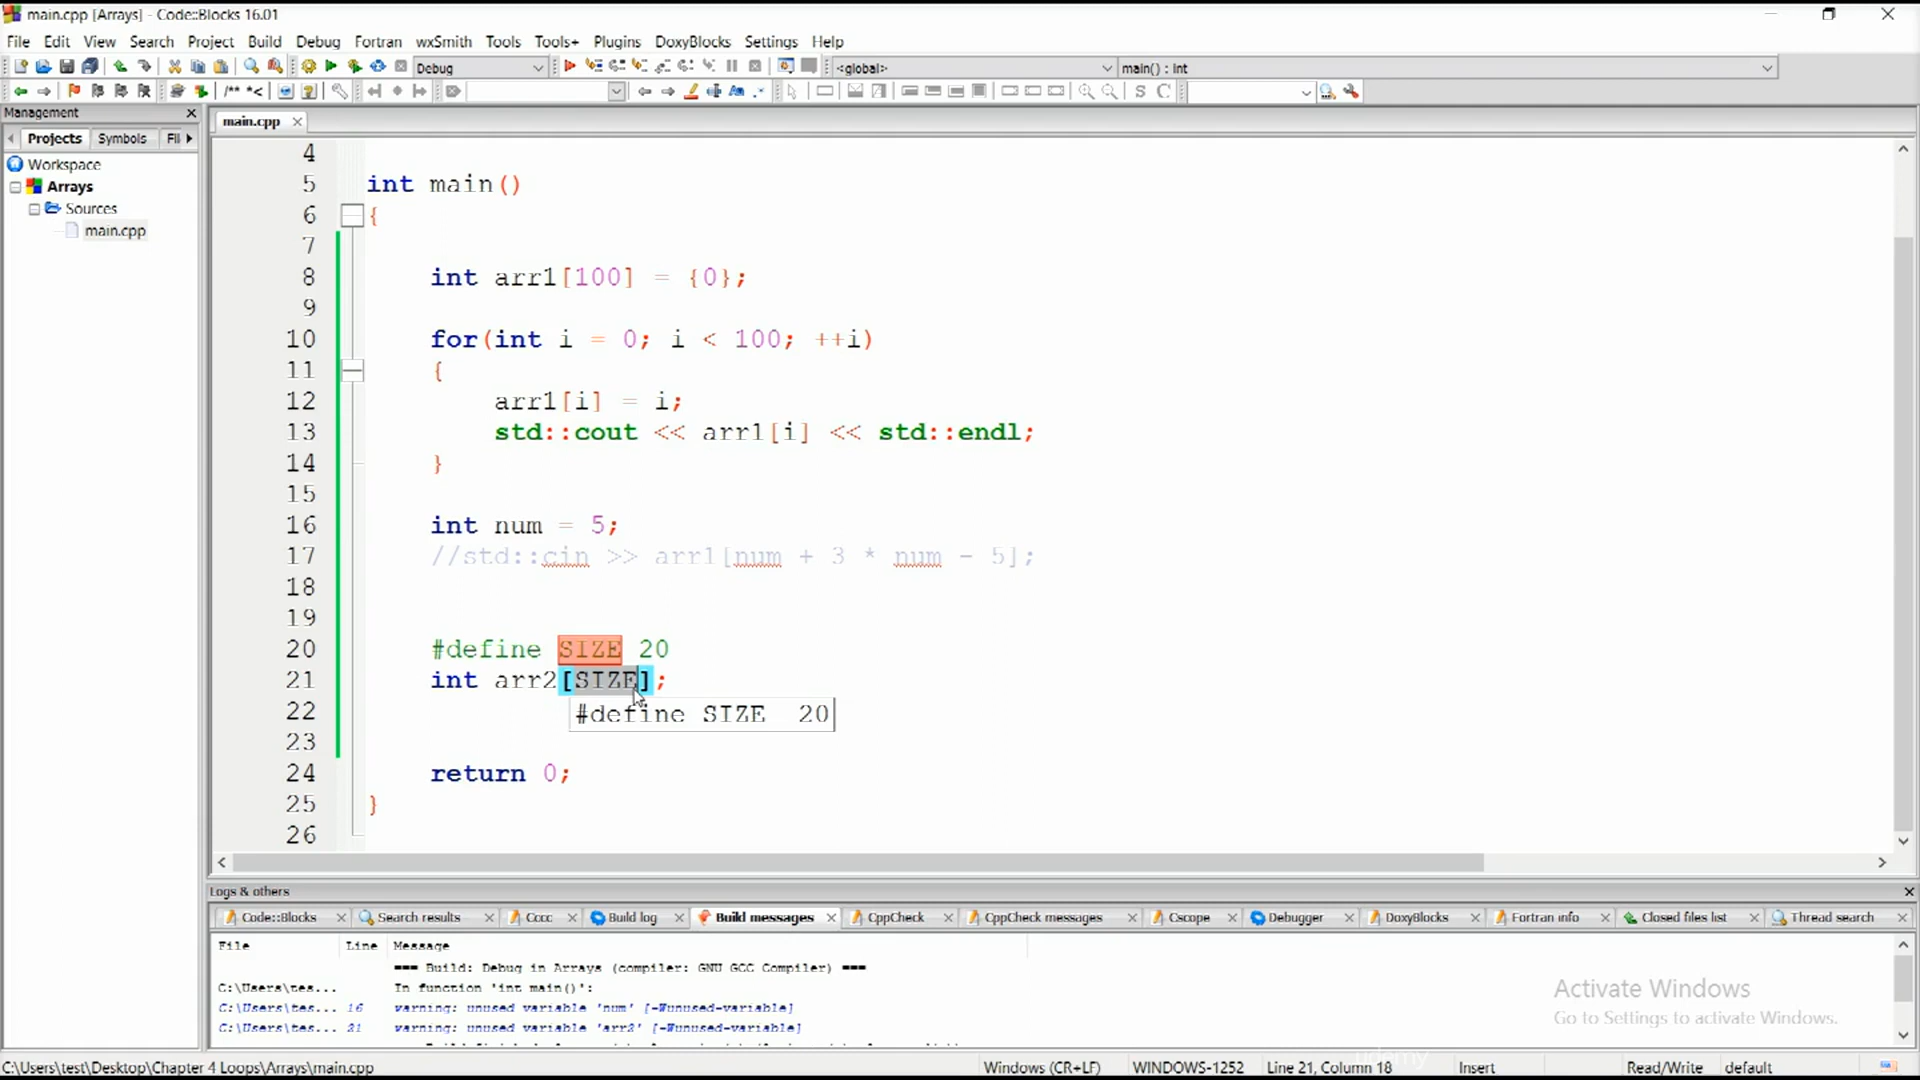 main.cpp [Arrays] - Code::Blocks 16.01
File Edit View Search Project Build Debug Fortran wxSmith Tools Tools+ Plugins DoxyBlocks Settings Help
Debug <global> main() : int
/** *<
S C
Management
main.cpp
Projects Symbols Fil
Workspace
Arrays
Sources
main.cpp
4
5 int main()
6 {
7
8 int arr1[100] = {0};
9
10 for(int i = 0; i < 100; ++i)
11 {
12 arr1[i] = i;
13 std::cout << arr1[i] << std::endl;
14 }
15
16 int num = 5;
17 //std::cin >> arr1[num + 3 * num - 5];
18
19
20 #define SIZE 20
21 int arr2[SIZE];
22 #define SIZE 20
23
24 return 0;
25 }
26
Logs & others
Code::Blocks Search results Cccc Build log Build messages CppCheck CppCheck messages Cscope Debugger DoxyBlocks Fortran info Closed files list Thread search
File Line Message
=== Build: Debug in Arrays (compiler: GNU GCC Compiler) ===
C:\Users\tes... In function 'int main()':
C:\Users\tes... 16 warning: unused variable 'num' [-Wunused-variable]
C:\Users\tes... 21 warning: unused variable 'arr2' [-Wunused-variable]
Activate Windows
Go to Settings to activate Windows.
C:\Users\test\Desktop\Chapter 4 Loops\Arrays\main.cpp Windows (CR+LF) WINDOWS-1252 Line 21, Column 18 Insert Read/Write default
udemy